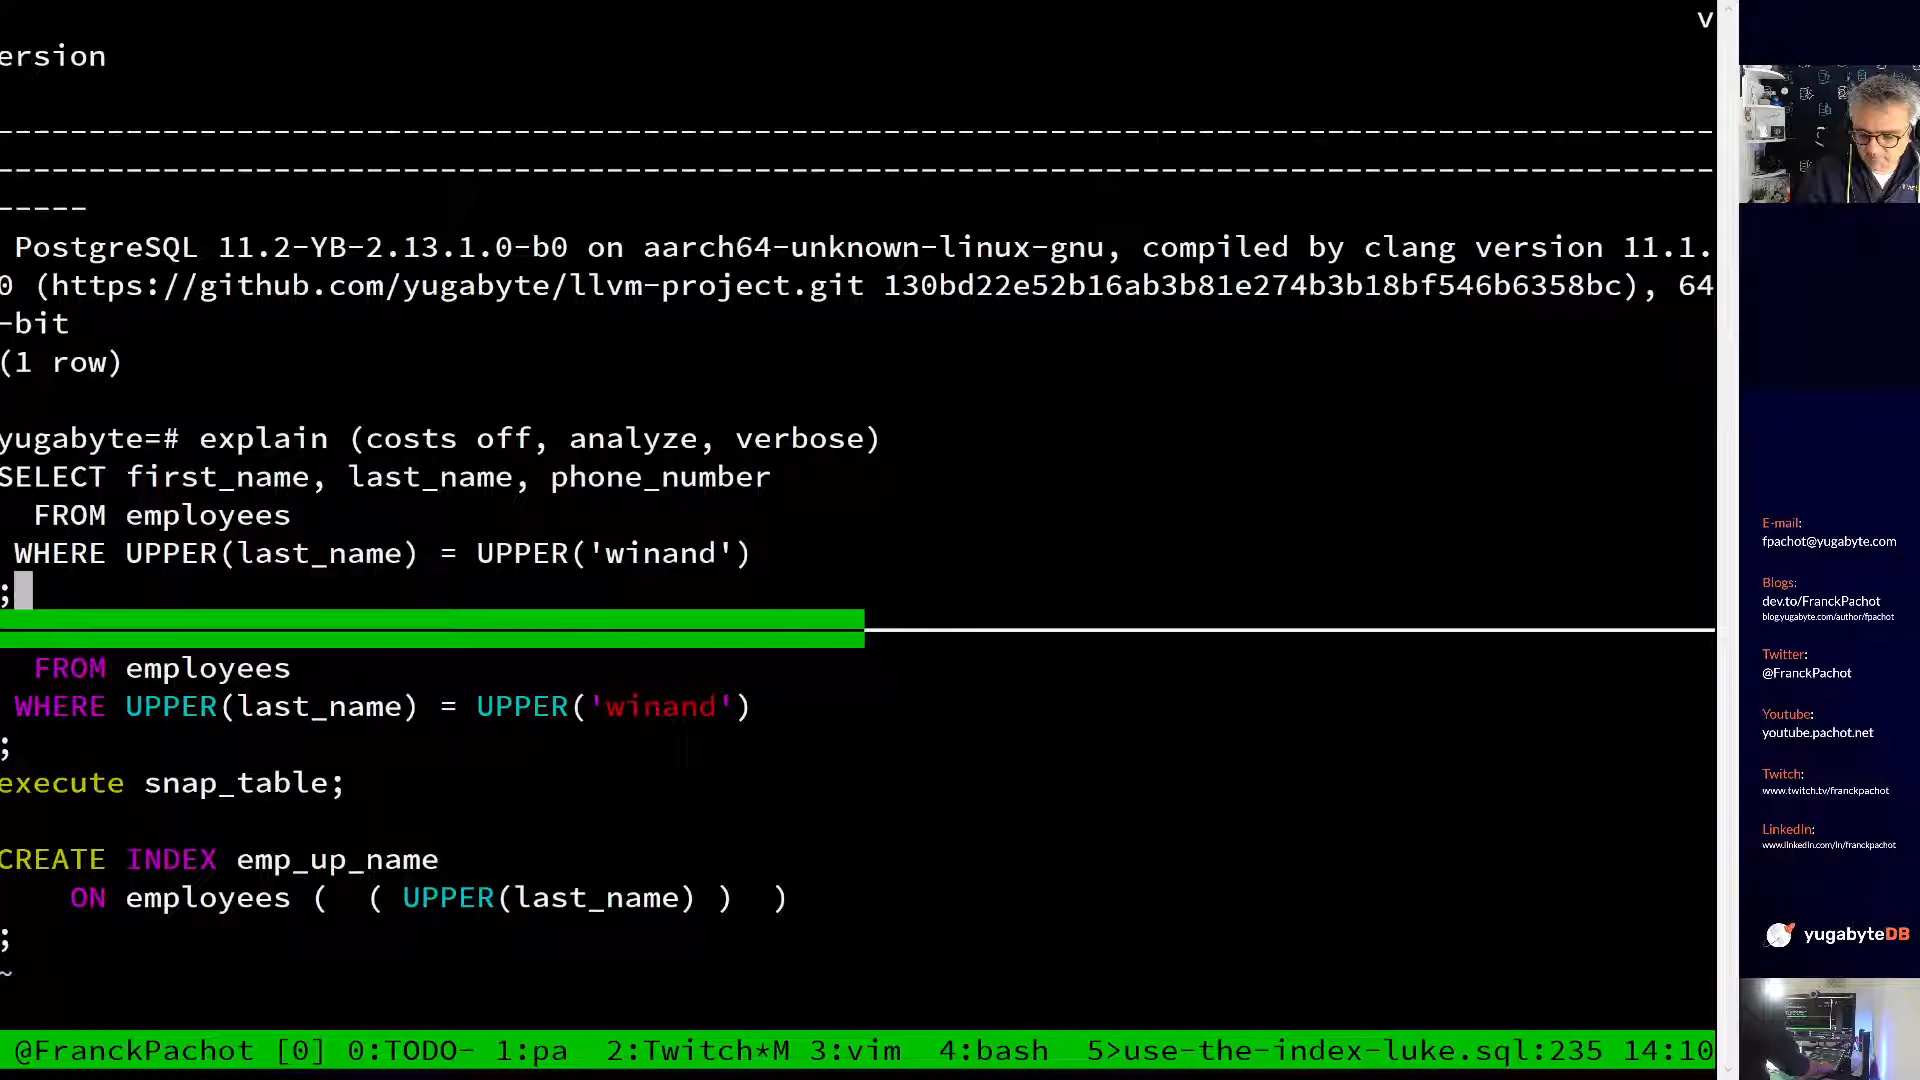 v
ersion
--------------------------------------------------------------------------------------------
--------------------------------------------------------------------------------------------
-----
PostgreSQL 11.2-YB-2.13.1.0-b0 on aarch64-unknown-linux-gnu, compiled by clang version 11.1.
0 (https://github.com/yugabyte/llvm-project.git 130bd22e52b16ab3b81e274b3b18bf546b6358bc), 64
-bit
(1 row)
yugabyte=# explain (costs off, analyze, verbose)
SELECT first_name, last_name, phone_number
FROM employees
WHERE UPPER(last_name) = UPPER('winand')
;
FROM employees
WHERE UPPER(last_name) = UPPER('winand')
;
execute snap_table;
CREATE INDEX emp_up_name
ON employees ( ( UPPER(last_name) ) )
;
~
@FranckPachot [0] 0:TODO- 1:pa 2:Twitch*M 3:vim 4:bash 5>use-the-index-luke.sql:235 14:10
E-mail:
fpachot@yugabyte.com
Blogs:
dev.to/FranckPachot
blog.yugabyte.com/author/fpachot
Twitter:
@FranckPachot
Youtube:
youtube.pachot.net
Twitch:
www.twitch.tv/franckpachot
LinkedIn:
www.linkedin.com/in/franckpachot
yugabyteDB